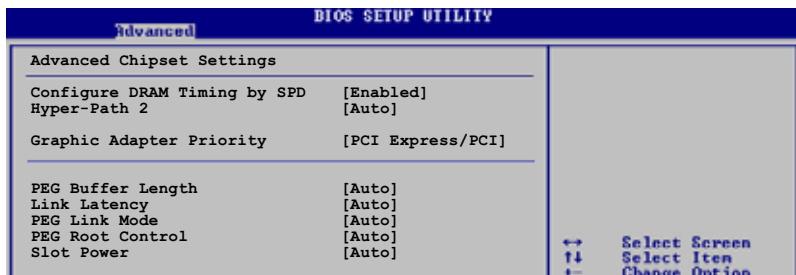 BIOS SETUP UTILITY
Advanced
Advanced Chipset Settings
Configure DRAM Timing by SPD [Enabled]
Hyper-Path 2 [Auto]
Graphic Adapter Priority [PCI Express/PCI]
PEG Buffer Length [Auto]
Link Latency [Auto]
PEG Link Mode [Auto]
PEG Root Control [Auto]
Slot Power [Auto]
↔ Select Screen
↑↓ Select Item
+- Change Option